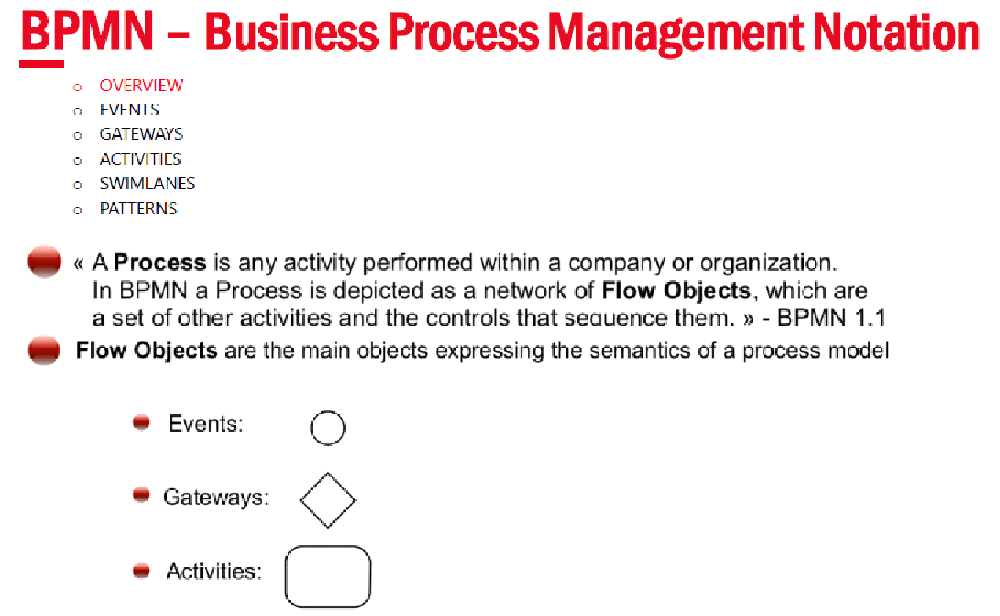 BPMN – Business Process Management Notation
OVERVIEW
EVENTS
GATEWAYS
ACTIVITIES
SWIMLANES
PATTERNS
« A Process is any activity performed within a company or organization.
In BPMN a Process is depicted as a network of Flow Objects, which are
a set of other activities and the controls that sequence them. » - BPMN 1.1
Flow Objects are the main objects expressing the semantics of a process model
Events:
Gateways:
Activities: